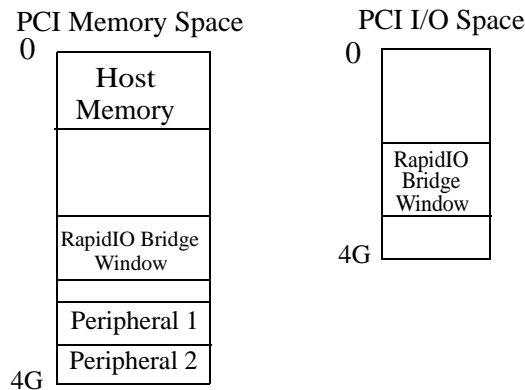 PCI Memory Space
0
Host
Memory
RapidIO Bridge
Window
Peripheral 1
Peripheral 2
4G
PCI I/O Space
0
RapidIO
Bridge
Window
4G